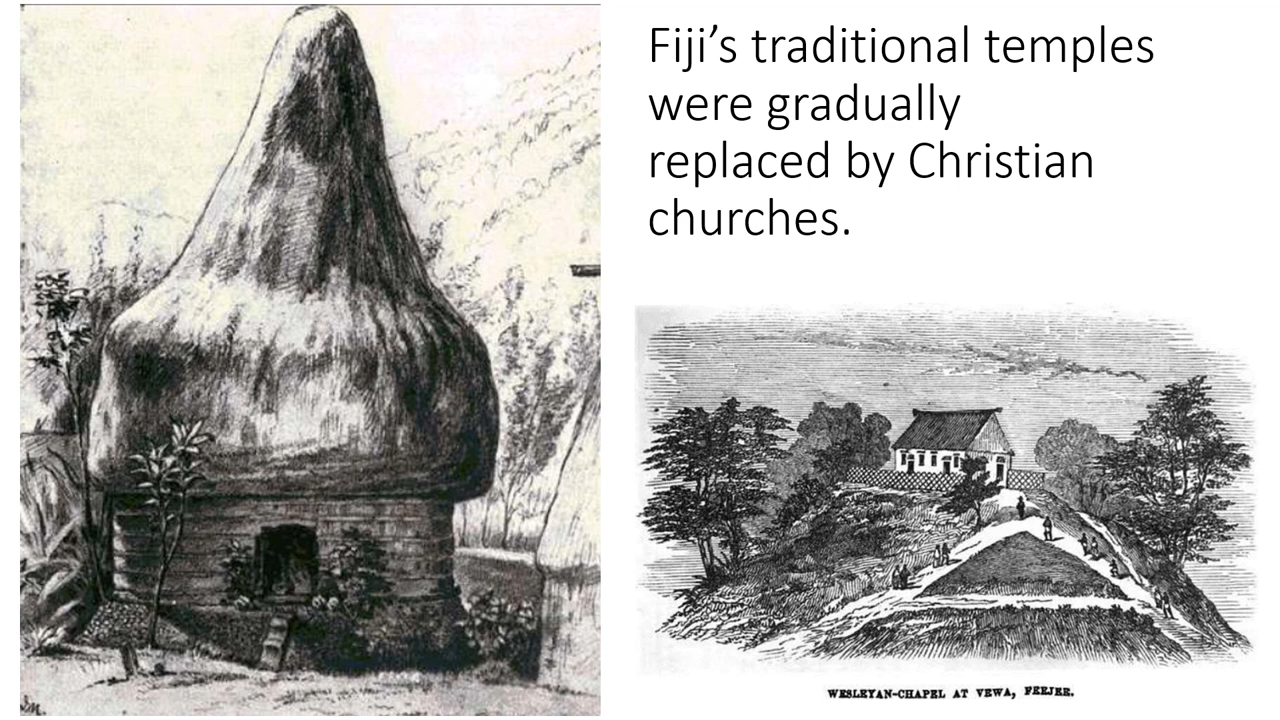 Fiji’s traditional temples
were gradually
replaced by Christian
churches.
WESLEYAN-CHAPEL AT VEWA, FEEJEE.